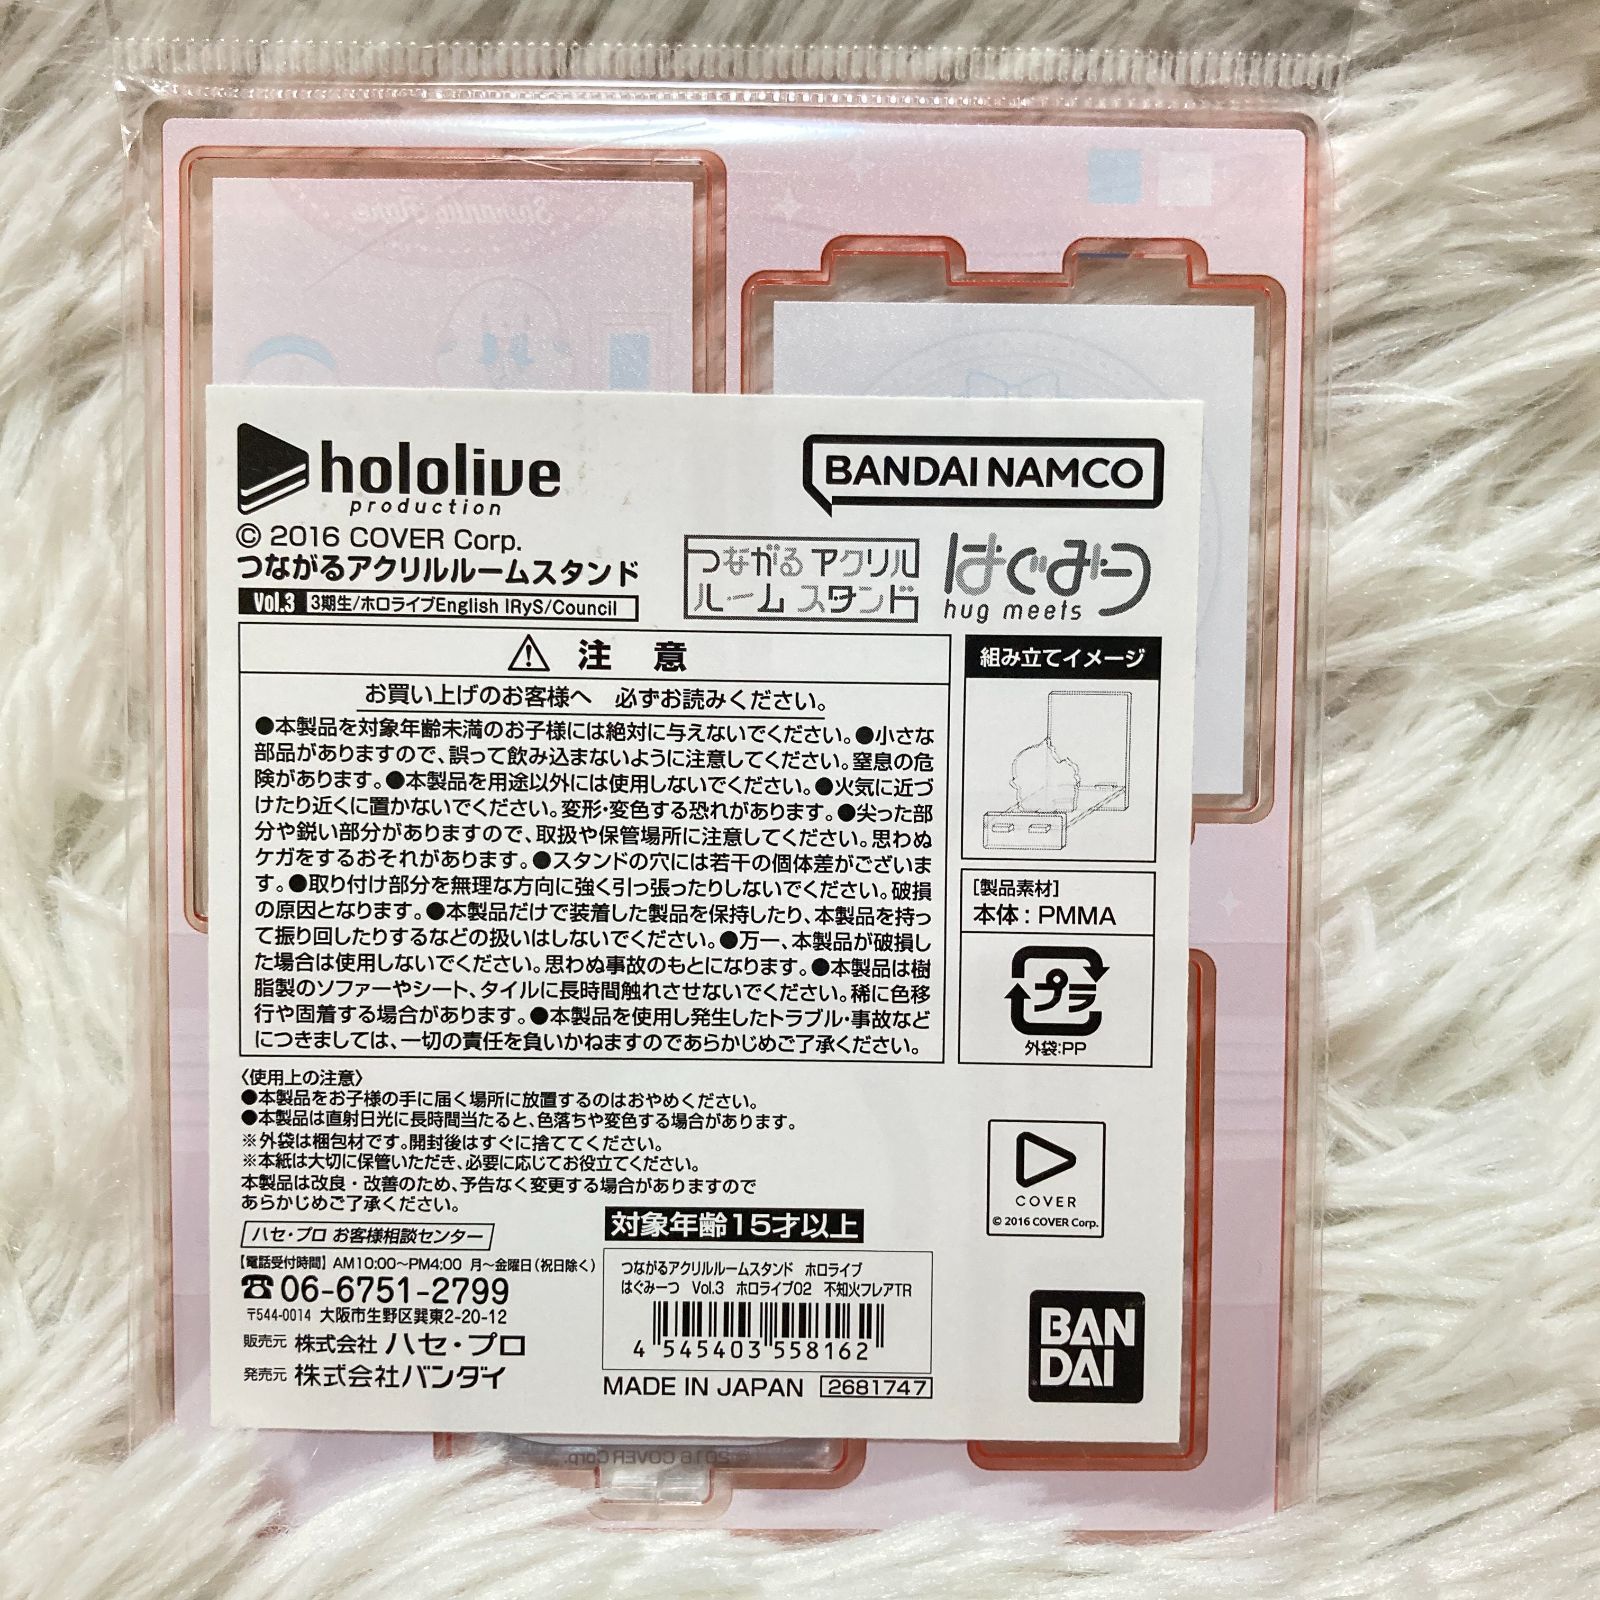 hololive
production
© 2016 COVER Corp.
つながるアクリルルームスタンド
Vol.3 3期生/ホロライブEnglish IRyS/Council
BANDAI NAMCO
つながるアクリル
ルームスタンド
はぐみーつ
hug meets
注 意
お買い上げのお客様へ 必ずお読みください。
●本製品を対象年齢未満のお子様には絶対に与えないでください。●小さな
部品がありますので、誤って飲み込まないように注意してください。窒息の危
険があります。●本製品を用途以外には使用しないでください。●火気に近づ
けたり近くに置かないでください。変形・変色する恐れがあります。●尖った部
分や鋭い部分がありますので、取扱や保管場所に注意してください。思わぬ
ケガをするおそれがあります。●スタンドの穴には若干の個体差がございま
す。●取り付け部分を無理な方向に強く引っ張ったりしないでください。破損
の原因となります。●本製品だけで装着した製品を保持したり、本製品を持っ
て振り回したりするなどの扱いはしないでください。●万一、本製品が破損し
た場合は使用しないでください。思わぬ事故のもとになります。●本製品は樹
脂製のソファーやシート、タイルに長時間触れさせないでください。稀に色移
行や固着する場合があります。●本製品を使用し発生したトラブル・事故など
につきましては、一切の責任を負いかねますのであらかじめご了承ください。
組み立てイメージ
[製品素材]
本体：PMMA
プラ
外袋:PP
〈使用上の注意〉
●本製品をお子様の手に届く場所に放置するのはおやめください。
●本製品は直射日光に長時間当たると、色落ちや変色する場合があります。
※外袋は梱包材です。開封後はすぐに捨ててください。
※本紙は大切に保管いただき、必要に応じてお役立てください。
本製品は改良・改善のため、予告なく変更する場合がありますので
あらかじめご了承ください。
ハセ・プロ お客様相談センター
【電話受付時間】AM10:00〜PM4:00 月〜金曜日(祝日除く)
☎06-6751-2799
〒544-0014 大阪市生野区巽東2-20-12
販売元 株式会社 ハセ・プロ
発売元 株式会社バンダイ
対象年齢15才以上
つながるアクリルルームスタンド ホロライブ
はぐみーつ Vol.3 ホロライブ02 不知火フレアTR
4 545403 558162
MADE IN JAPAN 2681747
COVER
© 2016 COVER Corp.
BAN
DAI
2016 COVER Corp.